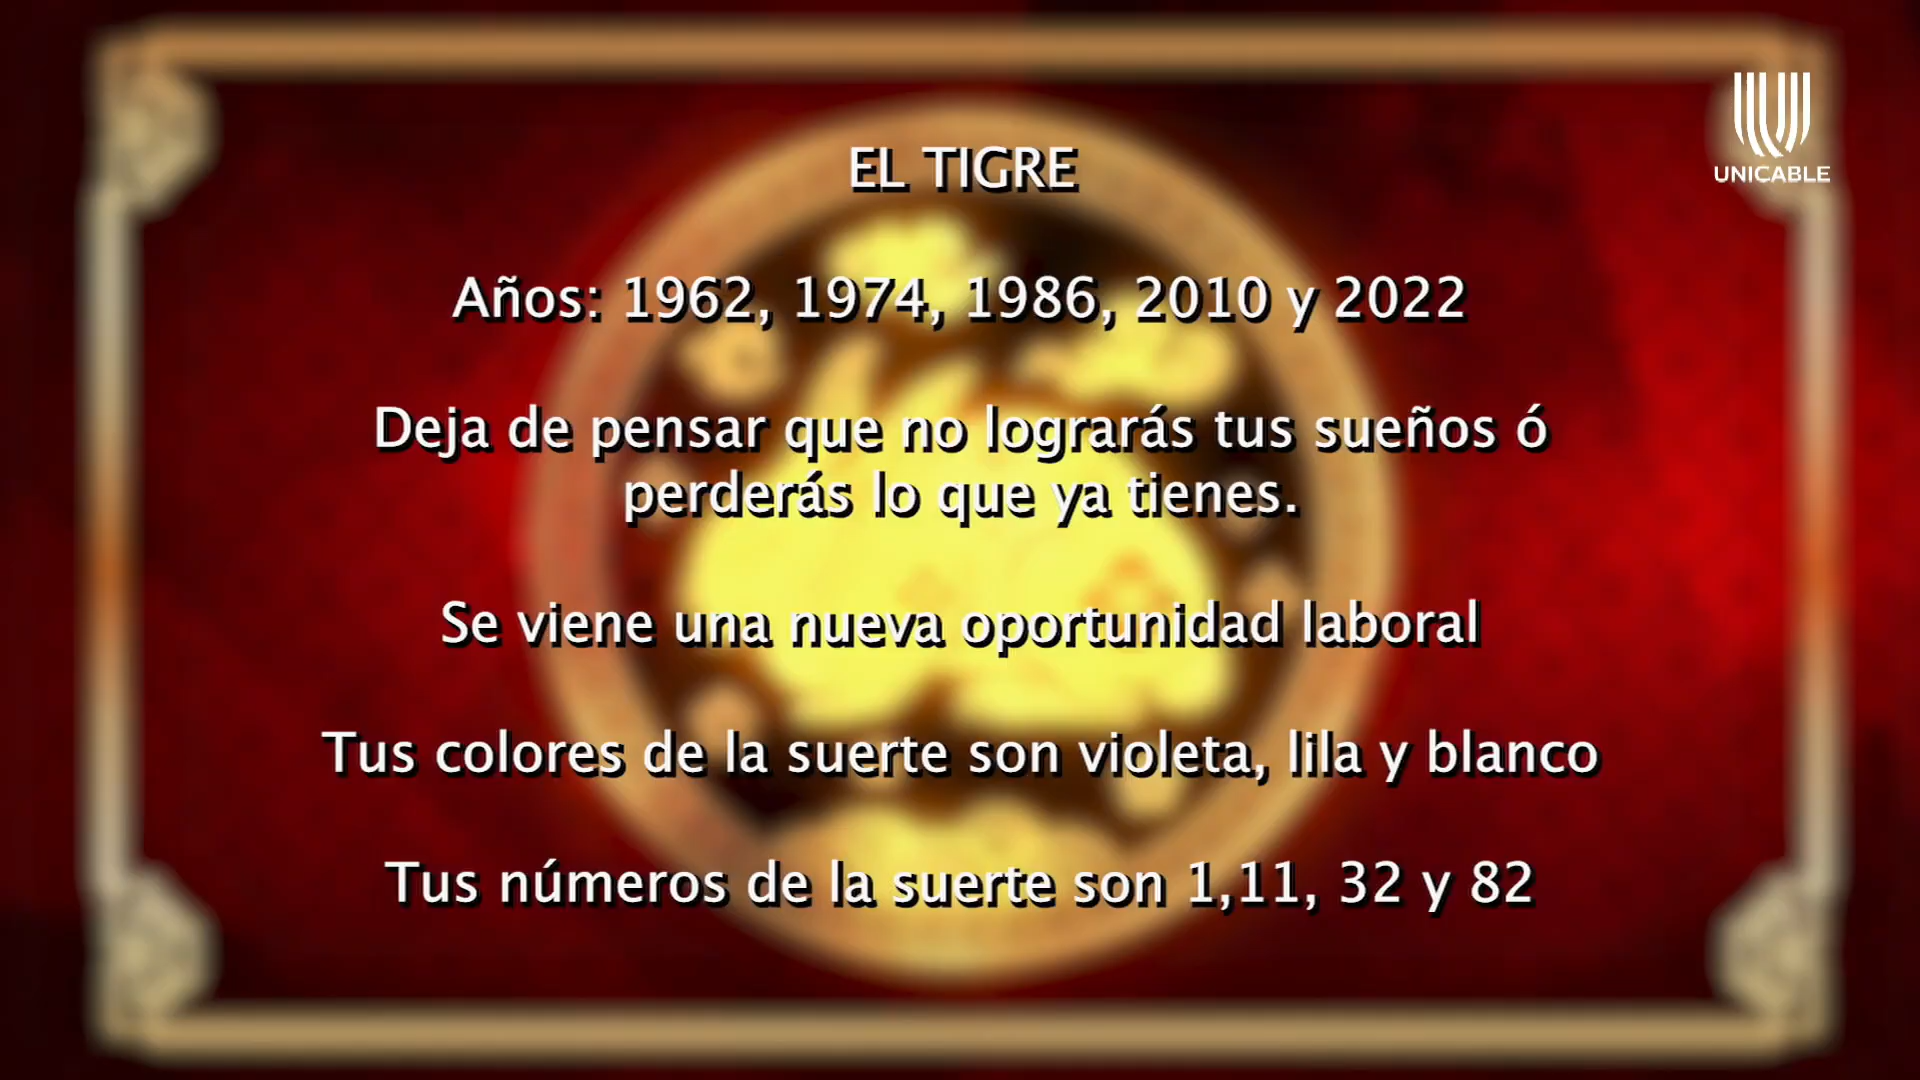 UNICABLE
EL TIGRE
Años: 1962, 1974, 1986, 2010 y 2022
Deja de pensar que no lograrás tus sueños ó
perderás lo que ya tienes.
Se viene una nueva oportunidad laboral
Tus colores de la suerte son violeta, lila y blanco
Tus números de la suerte son 1,11, 32 y 82